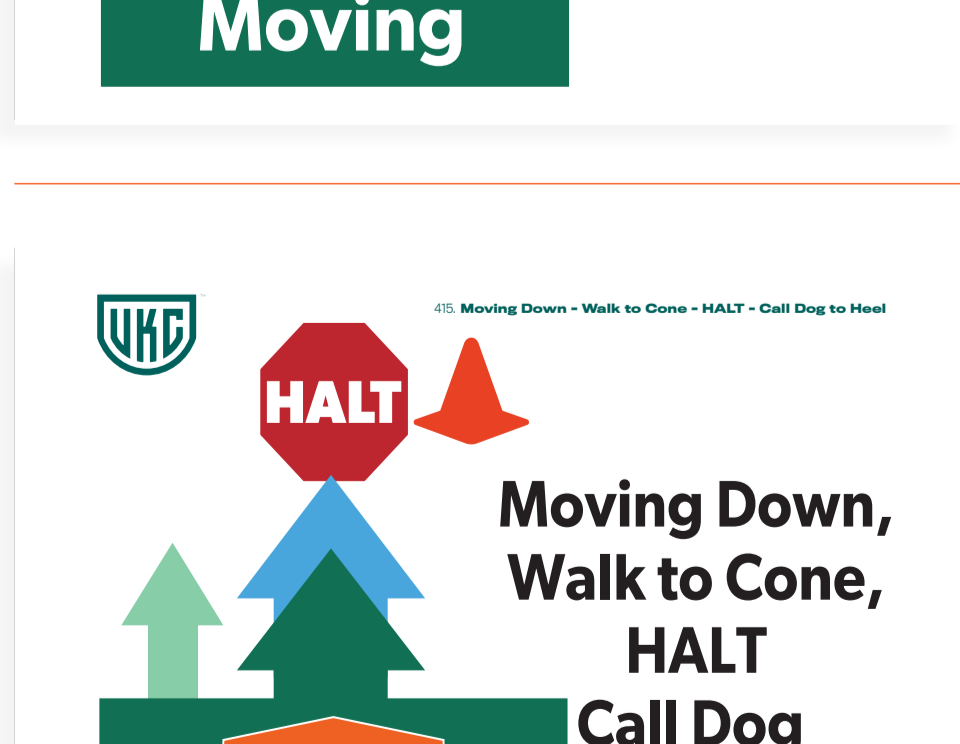 Moving
UKC
™
415. Moving Down - Walk to Cone - HALT - Call Dog to Heel
HALT
Moving Down,
Walk to Cone,
HALT
Call Dog